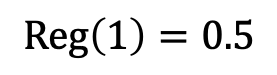 Reg(1) = 0.5